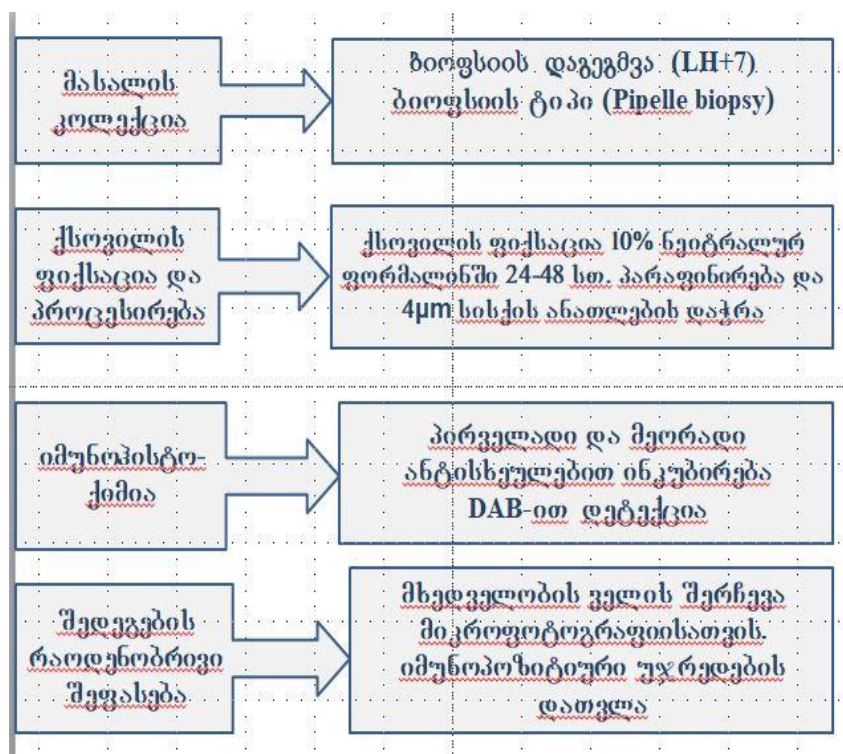 მასალის
კოლექცია
ბიოფსიის დაგეგმვა (LH+7)
ბიოფსიის ტიპი (Pipelle biopsy)
ქსოვილის
ფიქსაცია და
პროცესირება
ქსოვილის ფიქსაცია 10% ნეიტრალურ
ფორმალინში 24-48 სთ. პარაფინირება და
4μm სისქის ანათლების დაჭრა
იმუნოჰისტო-
ქიმია
პირველადი და მეორადი
ანტისხეულებით ინკუბირება
DAB-ით დეტექცია
შედეგების
რაოდენობრივი
შეფასება
მხედველობის ველის შერჩევა
მიკროფოტოგრაფიისათვის.
იმუნოპოზიტიური უჯრედების
დათვლა